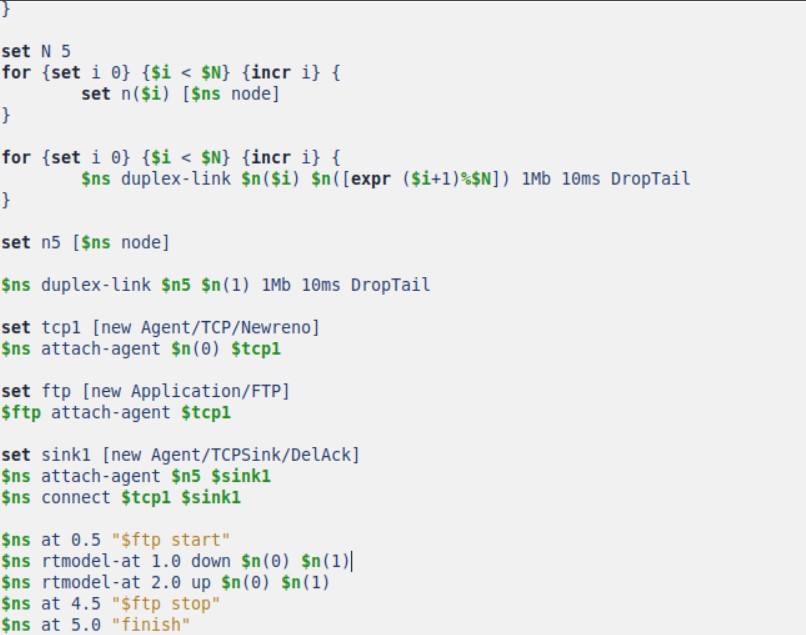 }
set N 5
for {set i 0} {$i < $N} {incr i} {
set n($i) [$ns node]
}
for {set i 0} {$i < $N} {incr i} {
$ns duplex-link $n($i) $n([expr ($i+1)%$N]) 1Mb 10ms DropTail
}
set n5 [$ns node]
$ns duplex-link $n5 $n(1) 1Mb 10ms DropTail
set tcp1 [new Agent/TCP/Newreno]
$ns attach-agent $n(0) $tcp1
set ftp [new Application/FTP]
$ftp attach-agent $tcp1
set sink1 [new Agent/TCPSink/DelAck]
$ns attach-agent $n5 $sink1
$ns connect $tcp1 $sink1
$ns at 0.5 "$ftp start"
$ns rtmodel-at 1.0 down $n(0) $n(1)
$ns rtmodel-at 2.0 up $n(0) $n(1)
$ns at 4.5 "$ftp stop"
$ns at 5.0 "finish"